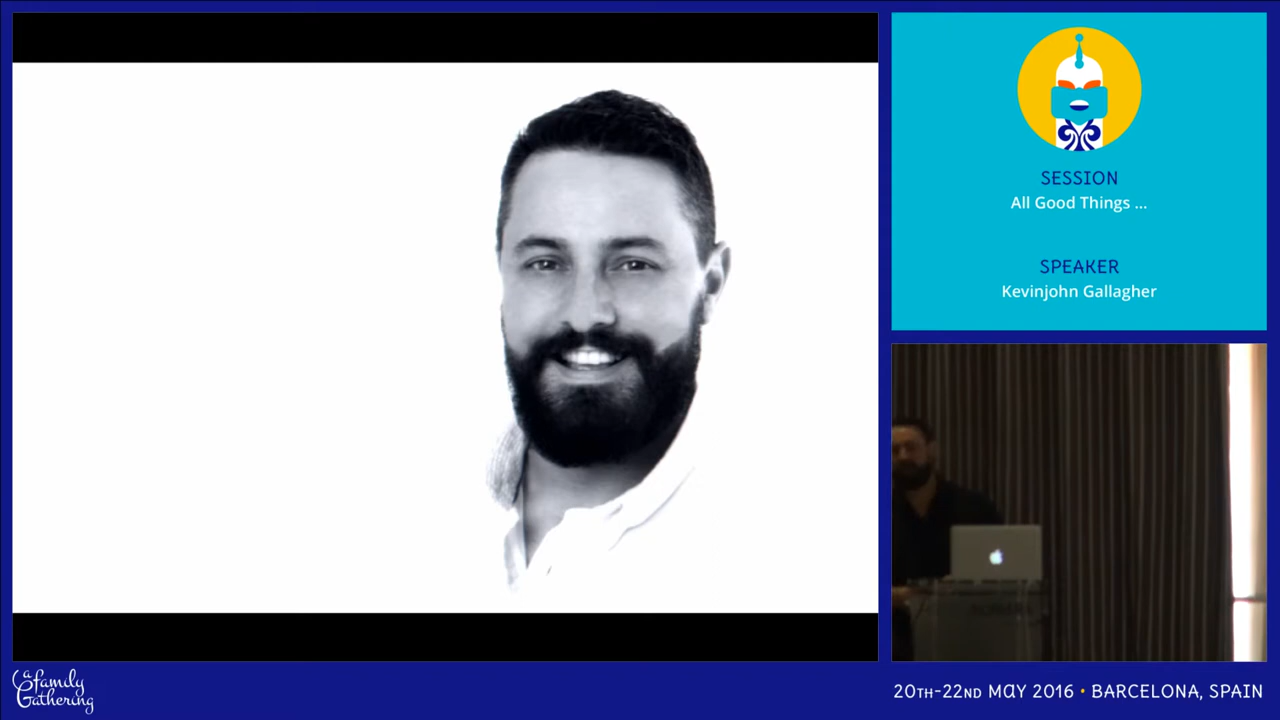 SESSION
All Good Things ...
SPEAKER
Kevinjohn Gallagher
a family
Gathering
20TH-22ND MAY 2016 • BARCELONA, SPAIN